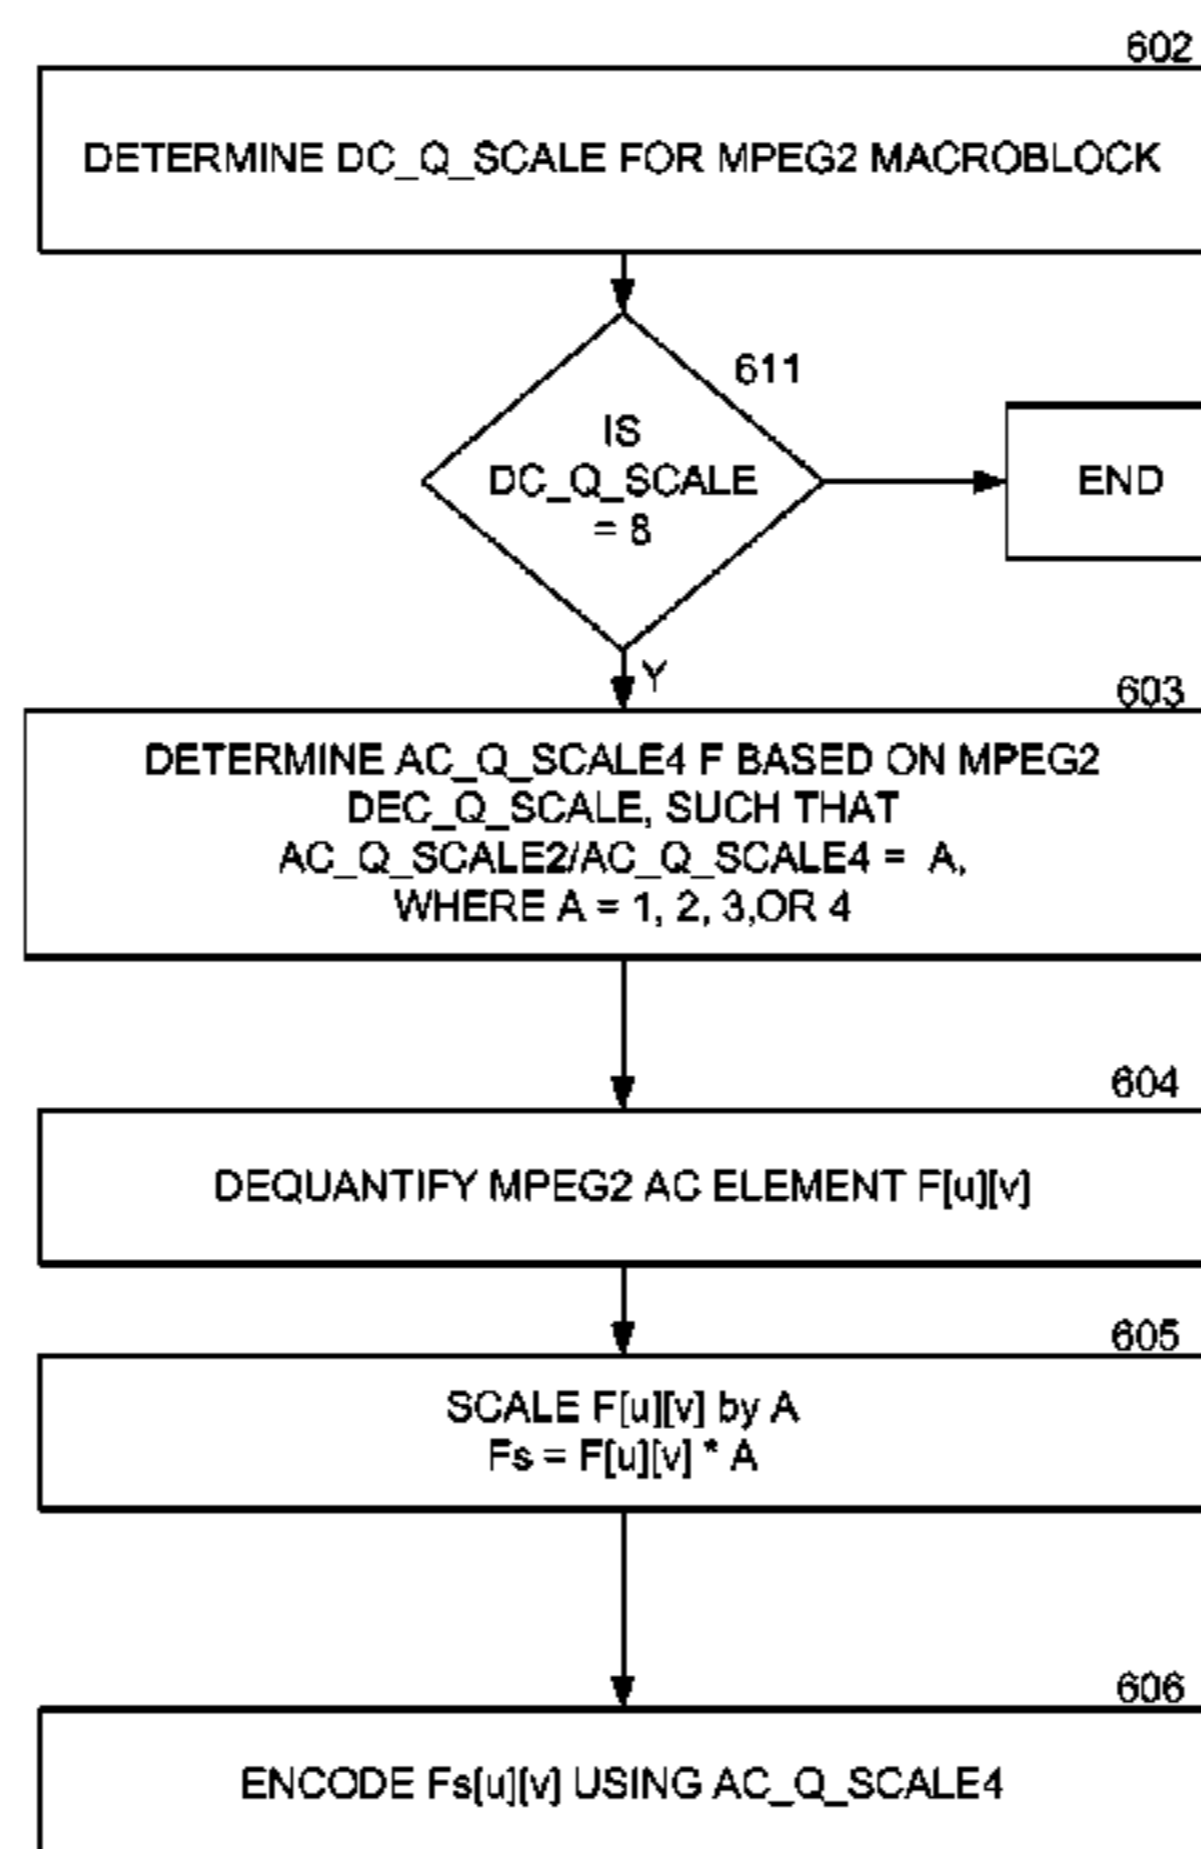 602
DETERMINE DC_Q_SCALE FOR MPEG2 MACROBLOCK
611
IS
DC_Q_SCALE
= 8
END
Y
603
DETERMINE AC_Q_SCALE4 F BASED ON MPEG2
DEC_Q_SCALE, SUCH THAT
AC_Q_SCALE2/AC_Q_SCALE4 = A,
WHERE A = 1, 2, 3,OR 4
604
DEQUANTIFY MPEG2 AC ELEMENT F[u][v]
605
SCALE F[u][v] by A
Fs = F[u][v] * A
606
ENCODE Fs[u][v] USING AC_Q_SCALE4